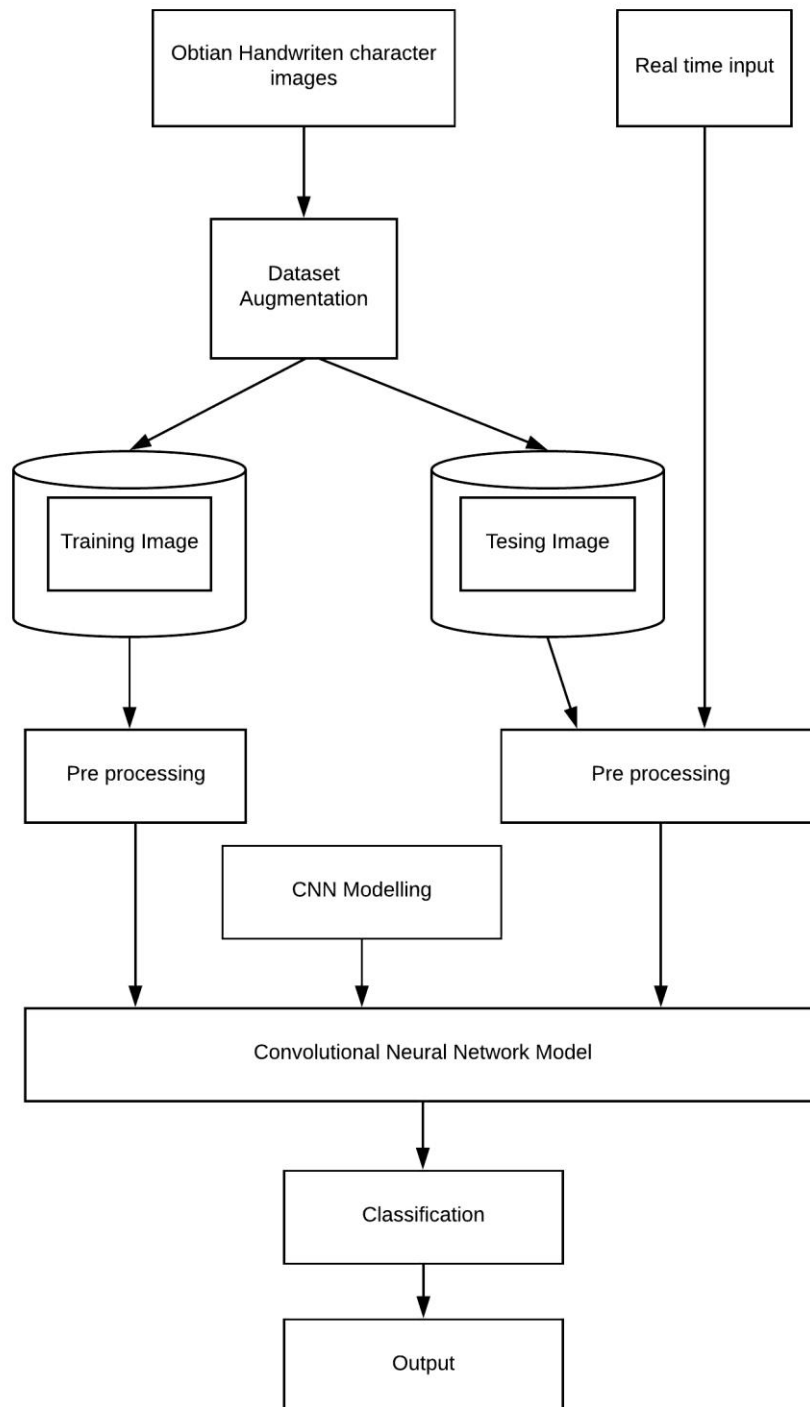 Obtian Handwriten character
images
Real time input
Dataset
Augmentation
Training Image
Tesing Image
Pre processing
Pre processing
CNN Modelling
Convolutional Neural Network Model
Classification
Output